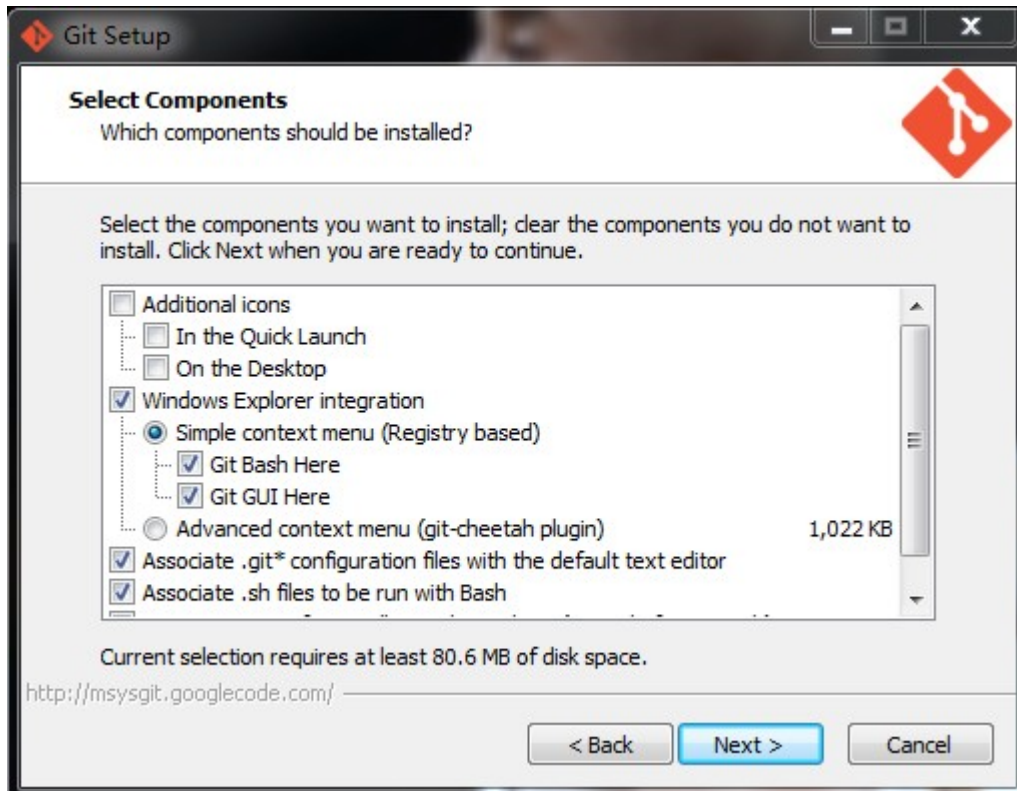 Git Setup
Select Components
Which components should be installed?
Select the components you want to install; clear the components you do not want to
install. Click Next when you are ready to continue.
Additional icons
In the Quick Launch
On the Desktop
Windows Explorer integration
Simple context menu (Registry based)
Git Bash Here
Git GUI Here
Advanced context menu (git-cheetah plugin) 1,022 KB
Associate .git* configuration files with the default text editor
Associate .sh files to be run with Bash
Current selection requires at least 80.6 MB of disk space.
http://msysgit.googlecode.com/
< Back Next > Cancel